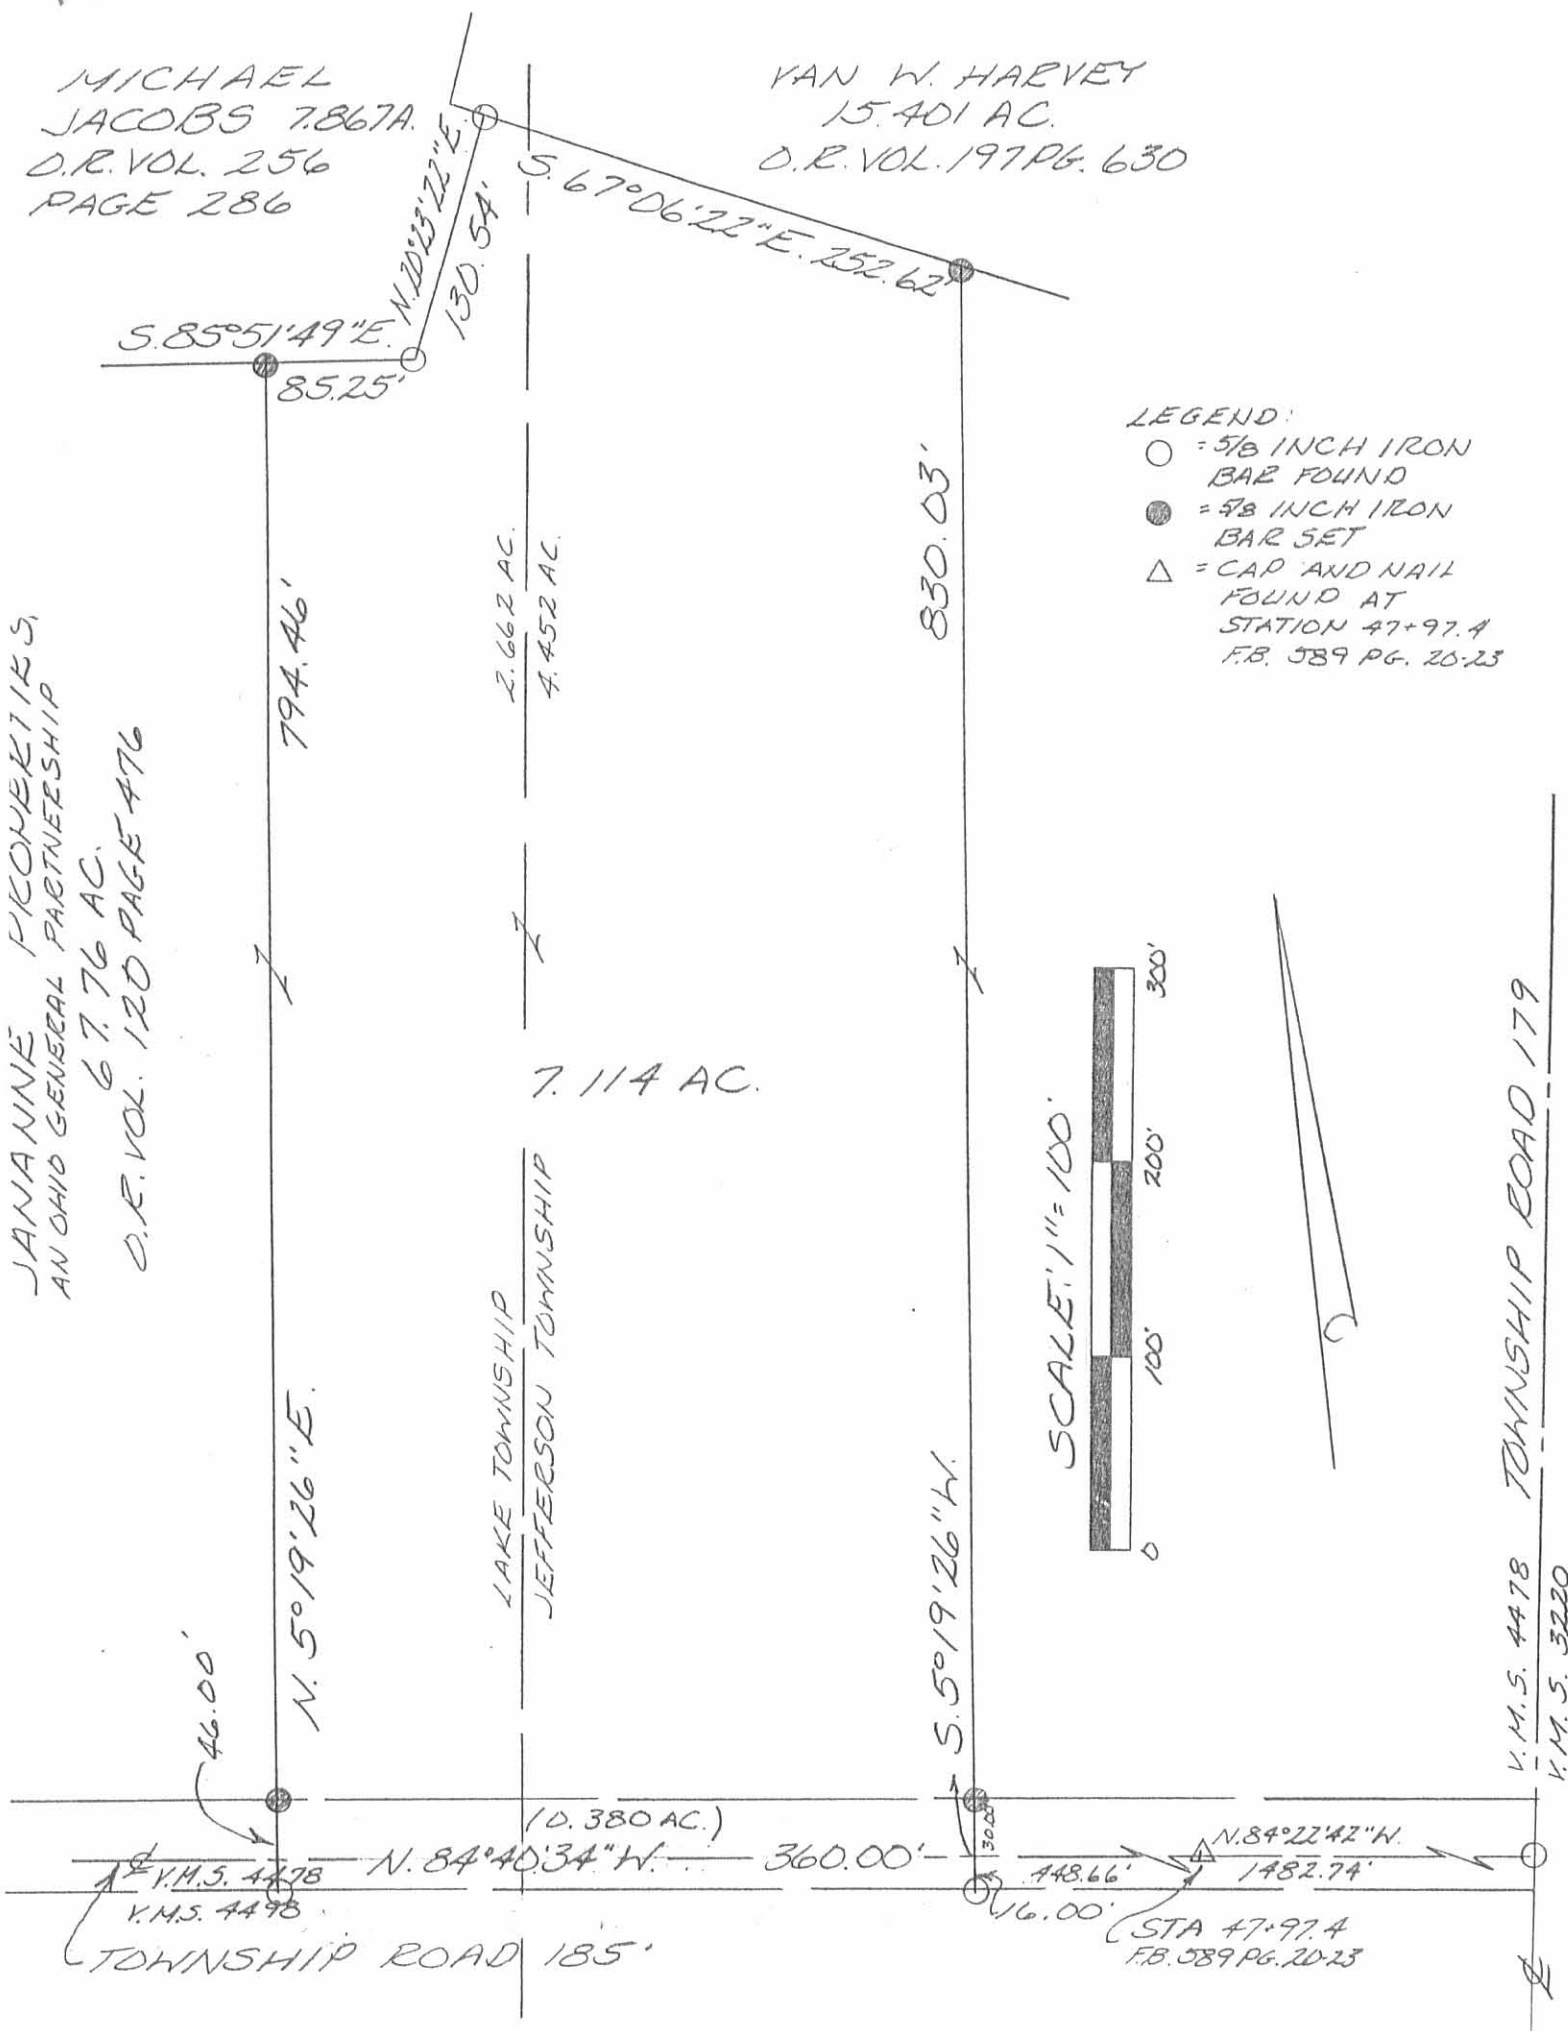 MICHAEL
JACOBS 7.867A.
O.R. VOL. 256
PAGE 286
VAN W. HARVEY
15.401 AC.
O.R. VOL. 197 PG. 630
N. 20°23'22"E.
130.54'
S. 67°06'22"E. 252.62'
S. 85°51'49"E.
85.25'
LEGEND:
= 5/8 INCH IRON
BAR FOUND
= 5/8 INCH IRON
BAR SET
= CAP AND NAIL
FOUND AT
STATION 47+97.4
F.B. 589 PG. 20-23
794.46'
2.662 AC.
4.452 AC.
830.03'
JANANNE
AN OHIO GENERAL PARTNERSHIP
67.76 AC.
O.R. VOL. 120 PAGE 476
7.114 AC.
SCALE: 1"=100'
300'
200'
100'
0
N. 5°19'26"E.
LAKE TOWNSHIP
JEFFERSON TOWNSHIP
S. 5°19'26"W.
TOWNSHIP ROAD 179
V.M.S. 4478
V.M.S. 3220
46.00'
(0.380 AC.)
30.00'
N. 84°40'34"W. 360.00'
N. 84°22'42"W.
448.66'
1482.74'
℄ V.M.S. 4478
V.M.S. 4498
16.00'
STA 47+97.4
F.B. 589 PG. 20-23
TOWNSHIP ROAD 185
℄